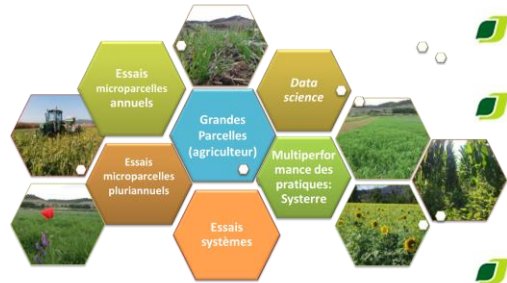 Essais
microparcelles
annuels
Data
science
Grandes
Parcelles
(agriculteur)
Essais
microparcelles
pluriannuels
Multiperfor
mance des
pratiques:
Systerre
Essais
systèmes